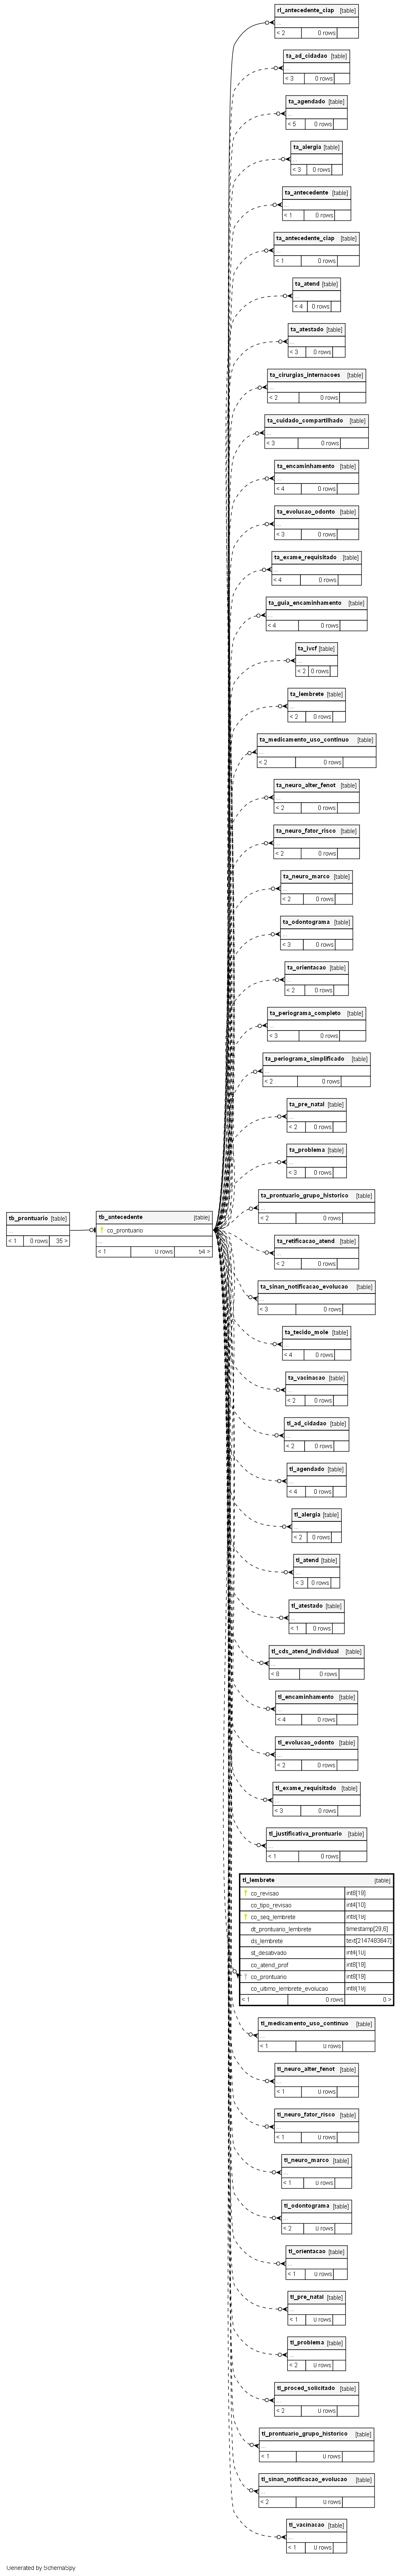 rl_antecedente_ciap [table]
...
< 2 0 rows
ta_ad_cidadao [table]
...
< 3 0 rows
ta_agendado [table]
...
< 5 0 rows
ta_alergia [table]
...
< 3 0 rows
ta_antecedente [table]
...
< 1 0 rows
ta_antecedente_ciap [table]
...
< 1 0 rows
ta_atend [table]
...
< 4 0 rows
ta_atestado [table]
...
< 3 0 rows
ta_cirurgias_internacoes [table]
...
< 2 0 rows
ta_cuidado_compartilhado [table]
...
< 3 0 rows
ta_encaminhamento [table]
...
< 4 0 rows
ta_evolucao_odonto [table]
...
< 3 0 rows
ta_exame_requisitado [table]
...
< 4 0 rows
ta_guia_encaminhamento [table]
...
< 4 0 rows
ta_ivcf [table]
...
< 2 0 rows
ta_lembrete [table]
...
< 2 0 rows
ta_medicamento_uso_continuo [table]
...
< 2 0 rows
ta_neuro_alter_fenot [table]
...
< 2 0 rows
ta_neuro_fator_risco [table]
...
< 2 0 rows
ta_neuro_marco [table]
...
< 2 0 rows
ta_odontograma [table]
...
< 3 0 rows
ta_orientacao [table]
...
< 2 0 rows
ta_periograma_completo [table]
...
< 3 0 rows
ta_periograma_simplificado [table]
...
< 2 0 rows
ta_pre_natal [table]
...
< 2 0 rows
ta_problema [table]
...
< 3 0 rows
ta_prontuario_grupo_historico [table]
...
< 2 0 rows
tb_prontuario [table]
...
< 1 0 rows 35 >
tb_antecedente [table]
co_prontuario
...
< 1 0 rows 54 >
ta_retificacao_atend [table]
...
< 2 0 rows
ta_sinan_notificacao_evolucao [table]
...
< 3 0 rows
ta_tecido_mole [table]
...
< 4 0 rows
ta_vacinacao [table]
...
< 2 0 rows
tl_ad_cidadao [table]
...
< 2 0 rows
tl_agendado [table]
...
< 4 0 rows
tl_alergia [table]
...
< 2 0 rows
tl_atend [table]
...
< 3 0 rows
tl_atestado [table]
...
< 1 0 rows
tl_cds_atend_individual [table]
...
< 8 0 rows
tl_encaminhamento [table]
...
< 4 0 rows
tl_evolucao_odonto [table]
...
< 2 0 rows
tl_exame_requisitado [table]
...
< 3 0 rows
tl_justificativa_prontuario [table]
...
< 1 0 rows
tl_lembrete [table]
co_revisao int8[19]
co_tipo_revisao int4[10]
co_seq_lembrete int8[19]
dt_prontuario_lembrete timestamp[29,6]
ds_lembrete text[2147483647]
st_desativado int4[10]
co_atend_prof int8[19]
co_prontuario int8[19]
co_ultimo_lembrete_evolucao int8[19]
< 1 0 rows 0 >
tl_medicamento_uso_continuo [table]
...
< 1 0 rows
tl_neuro_alter_fenot [table]
...
< 1 0 rows
tl_neuro_fator_risco [table]
...
< 1 0 rows
tl_neuro_marco [table]
...
< 1 0 rows
tl_odontograma [table]
...
< 2 0 rows
tl_orientacao [table]
...
< 1 0 rows
tl_pre_natal [table]
...
< 1 0 rows
tl_problema [table]
...
< 2 0 rows
tl_proced_solicitado [table]
...
< 2 0 rows
tl_prontuario_grupo_historico [table]
...
< 1 0 rows
tl_sinan_notificacao_evolucao [table]
...
< 2 0 rows
tl_vacinacao [table]
...
< 1 0 rows
Generated by SchemaSpy